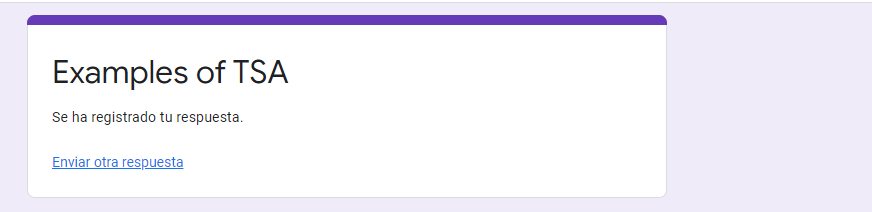 Examples of TSA
Se ha registrado tu respuesta.
Enviar otra respuesta